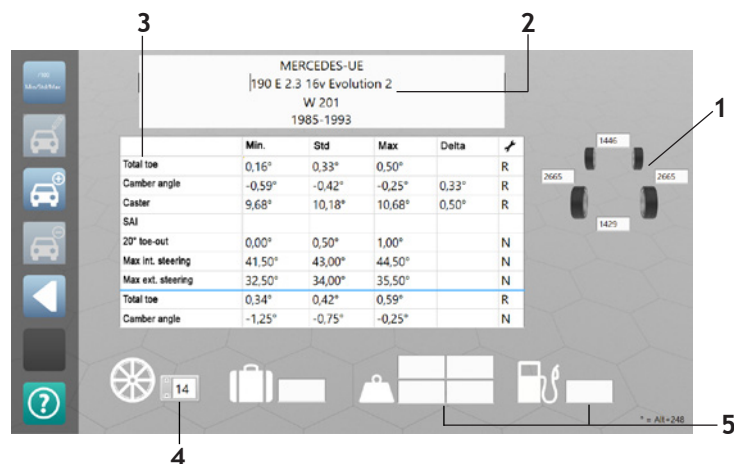 3
2
MERCEDES-UE
190 E 2.3 16v Evolution 2
W 201
1985-1993
1
Min/Std/Max
Min. Std Max Delta
Total toe 0,16° 0,33° 0,50° R
Camber angle -0,59° -0,42° -0,25° 0,33° R
Caster 9,68° 10,18° 10,68° 0,50° R
SAI
20° toe-out 0,00° 0,50° 1,00° N
Max int. steering 41,50° 43,00° 44,50° N
Max ext. steering 32,50° 34,00° 35,50° N
Total toe 0,34° 0,42° 0,59° R
Camber angle -1,25° -0,75° -0,25° N
1446
2665 2665
1429
14
?
* = Alt+248
5
4